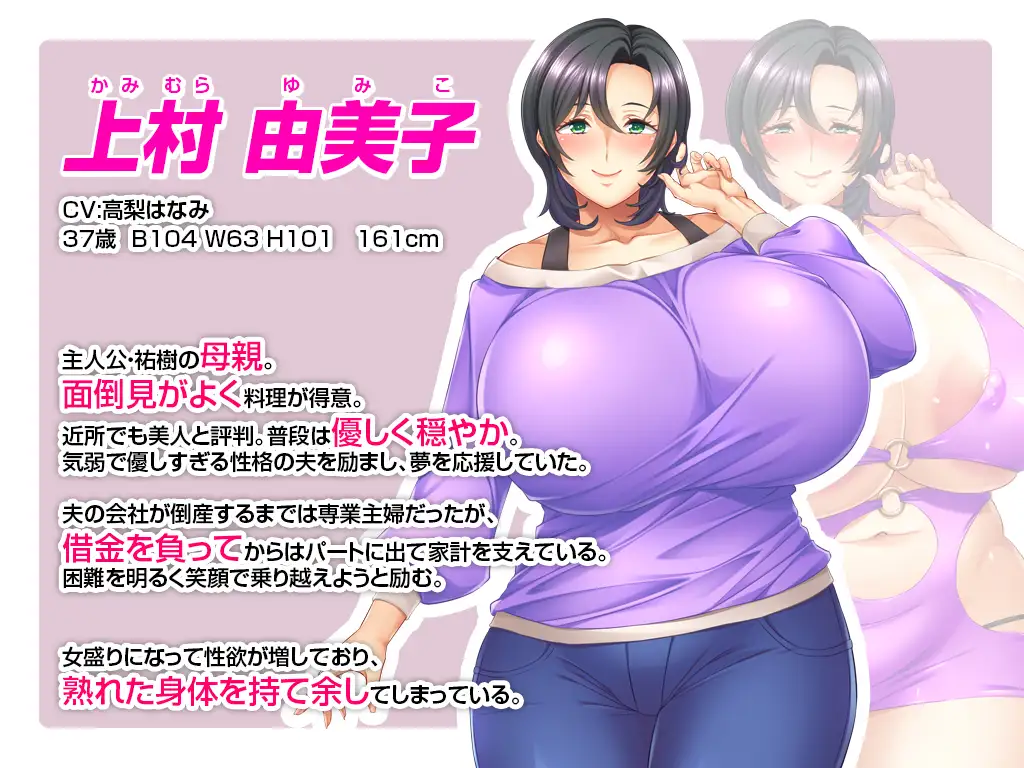 かみむら ゆみこ
上村 由美子
CV:高梨はなみ
37歳 B104 W63 H101 161cm
主人公・祐樹の母親。
面倒見がよく料理が得意。
近所でも美人と評判。普段は優しく穏やか。
気弱で優しすぎる性格の夫を励まし、夢を応援していた。
夫の会社が倒産するまでは専業主婦だったが、
借金を負ってからはパートに出て家計を支えている。
困難を明るく笑顔で乗り越えようと励む。
女盛りになって性欲が増しており、
熟れた身体を持て余してしまっている。